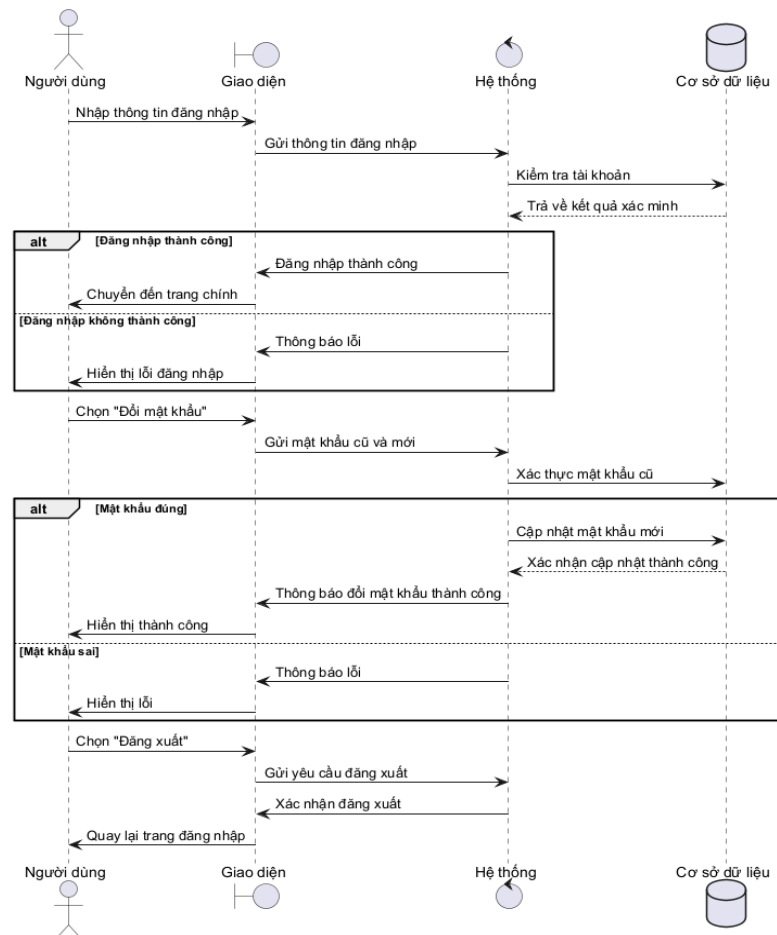 Người dùng
Giao diện
Hệ thống
Cơ sở dữ liệu
Nhập thông tin đăng nhập
Gửi thông tin đăng nhập
Kiểm tra tài khoản
Trả về kết quả xác minh
alt
[Đăng nhập thành công]
Đăng nhập thành công
Chuyển đến trang chính
[Đăng nhập không thành công]
Thông báo lỗi
Hiển thị lỗi đăng nhập
Chọn "Đổi mật khẩu"
Gửi mật khẩu cũ và mới
Xác thực mật khẩu cũ
alt
[Mật khẩu đúng]
Cập nhật mật khẩu mới
Xác nhận cập nhật thành công
Thông báo đổi mật khẩu thành công
Hiển thị thành công
[Mật khẩu sai]
Thông báo lỗi
Hiển thị lỗi
Chọn "Đăng xuất"
Gửi yêu cầu đăng xuất
Xác nhận đăng xuất
Quay lại trang đăng nhập
Người dùng
Giao diện
Hệ thống
Cơ sở dữ liệu